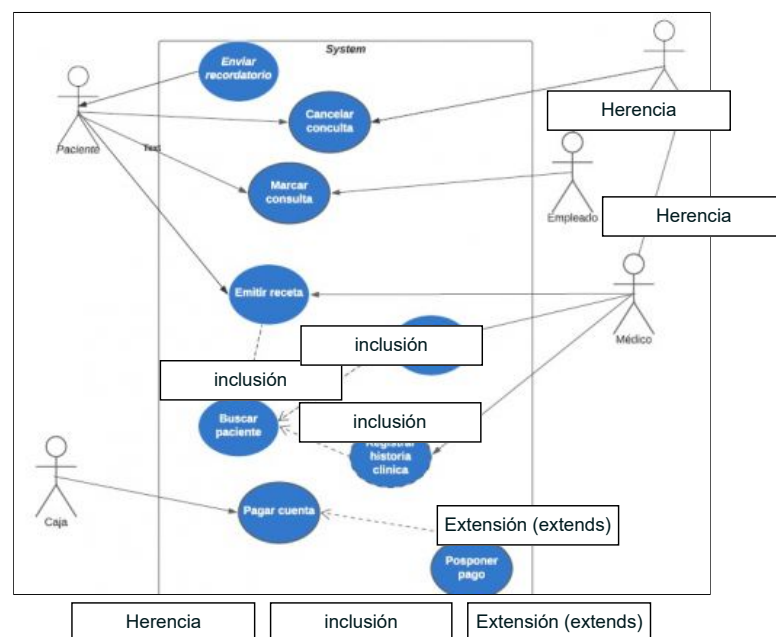 System
Enviar
recordatorio
Cancelar
conculta
Herencia
Paciente
Text
Marcar
consulta
Empleado
Herencia
Emitir receta
Médico
inclusión
inclusión
Buscar
paciente
inclusión
Registrar
historia
clinica
Pagar cuenta
Caja
Extensión (extends)
Posponer
pago
Herencia
inclusión
Extensión (extends)